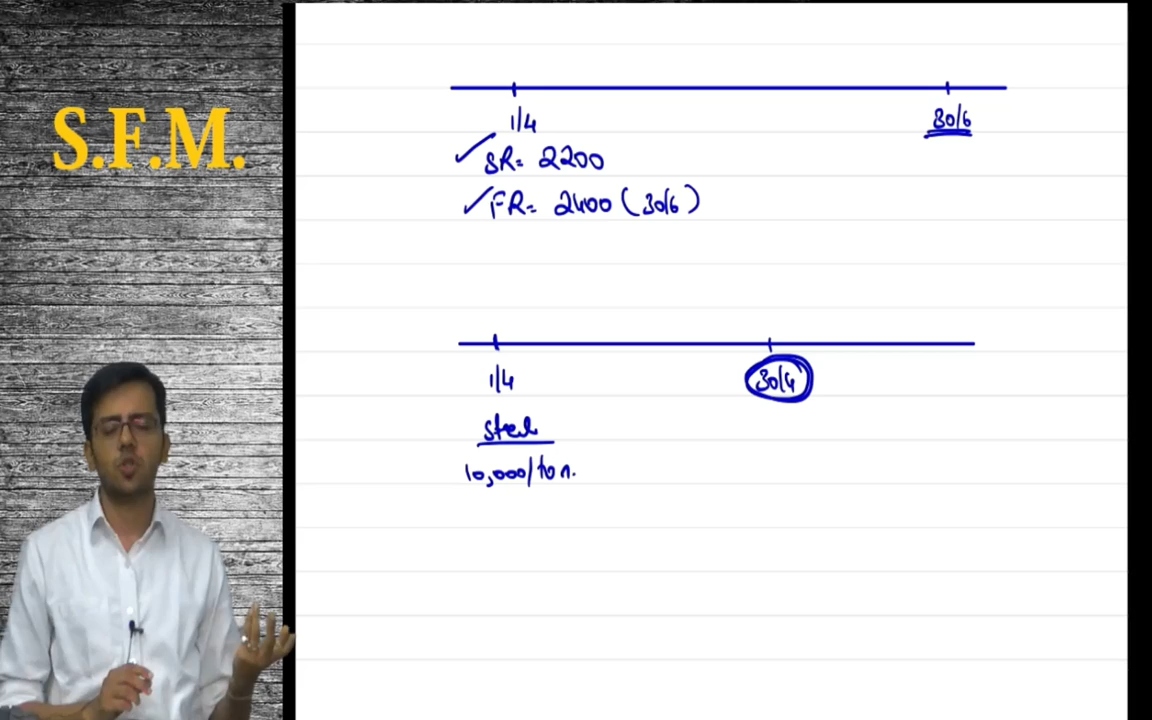 S.F.M.
1/4 30/6
SR= 2200
FR= 2400 (30/6)
1/4 30/4
Steel
10,000/ton.